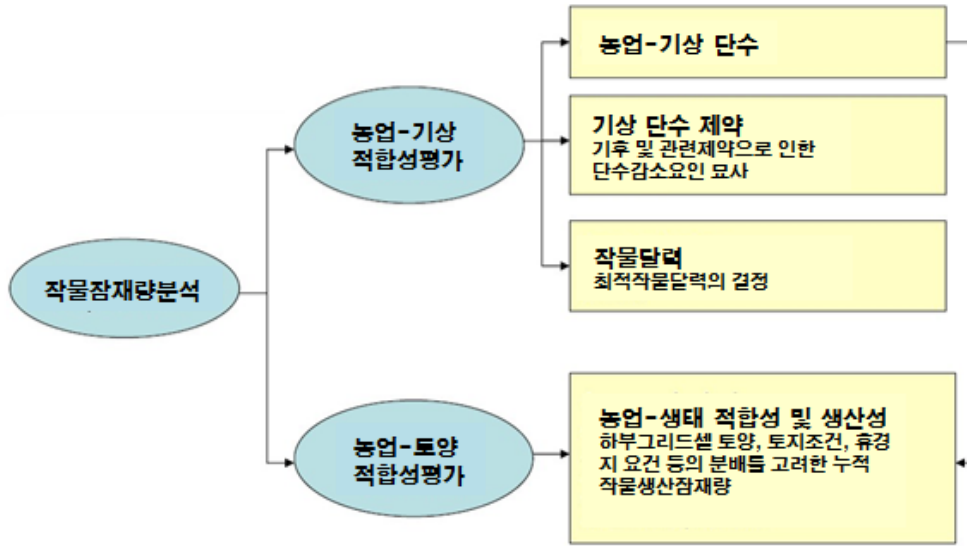 농업-기상 단수
기상 단수 제약
기후 및 관련제약으로 인한
단수감소요인 묘사
농업-기상
적합성평가
작물달력
최적작물달력의 결정
작물잠재량분석
농업-생태 적합성 및 생산성
하부그리드셀 토양, 토지조건, 휴경
지 요건 등의 분배를 고려한 누적
작물생산잠재량
농업-토양
적합성평가